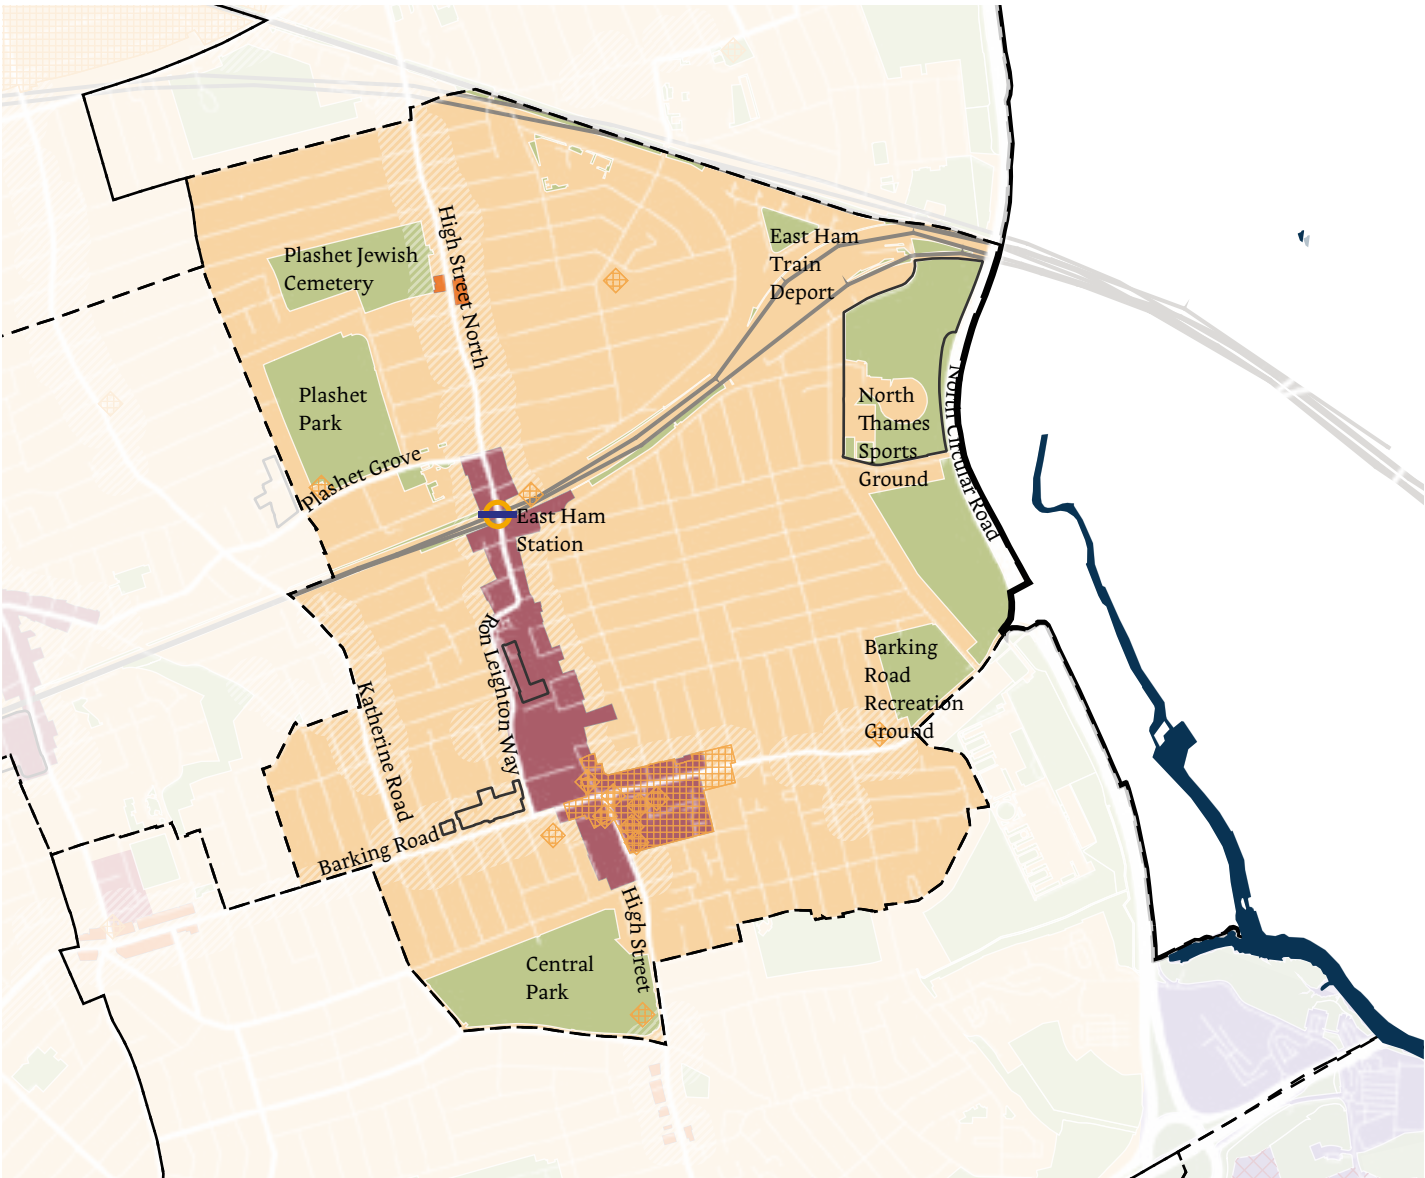 High Street North
Plashet Jewish
Cemetery
East Ham
Train
Deport
Plashet
Park
North
Thames
Sports
Ground
North Circular Road
Plashet Grove
East Ham
Station
Ron Leighton Way
Katherine Road
Barking
Road
Recreation
Ground
Barking Road
High Street
Central
Park